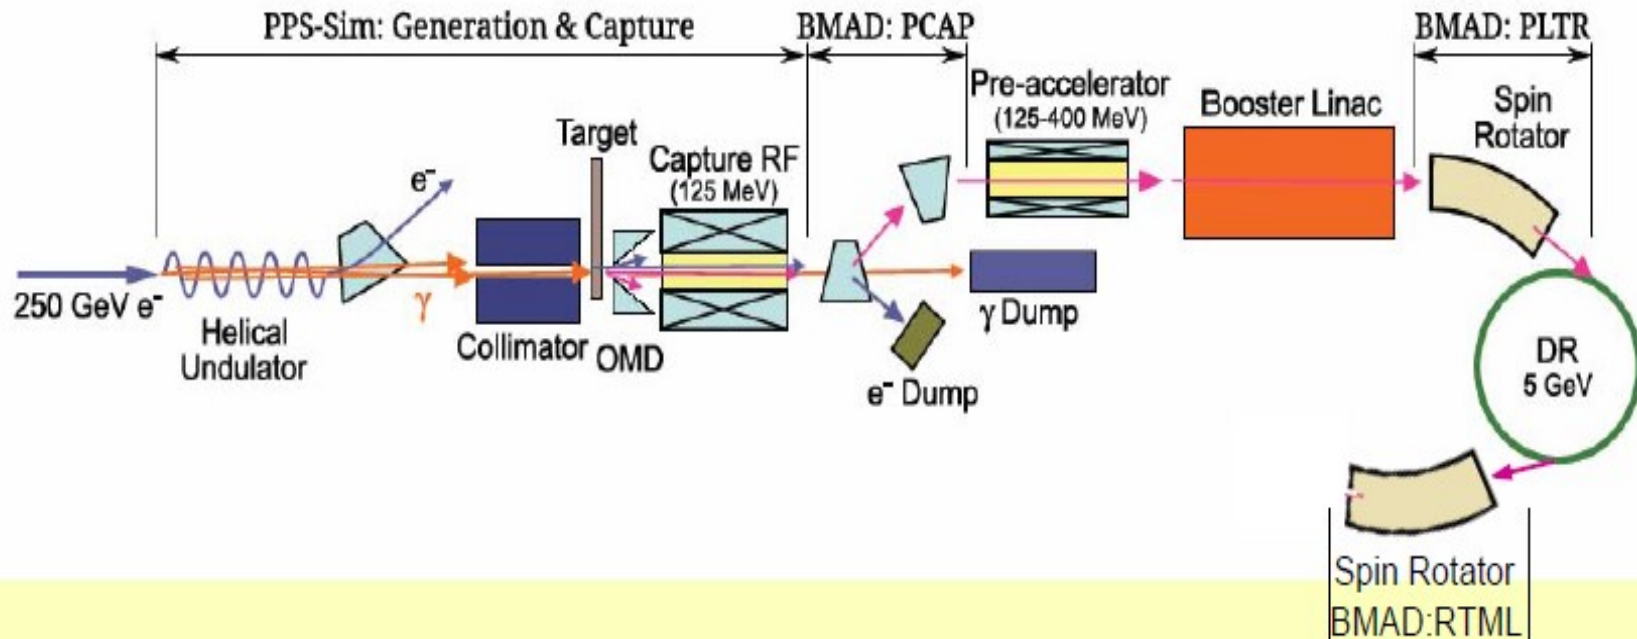 PPS-Sim: Generation & Capture
BMAD: PCAP
BMAD: PLTR
Pre-accelerator
(125-400 MeV)
Booster Linac
Spin
Rotator
Target
Capture RF
(125 MeV)
e⁻
250 GeV e⁻
γ
Helical
Undulator
Collimator
OMD
γ Dump
e⁻ Dump
DR
5 GeV
Spin Rotator
BMAD:RTML